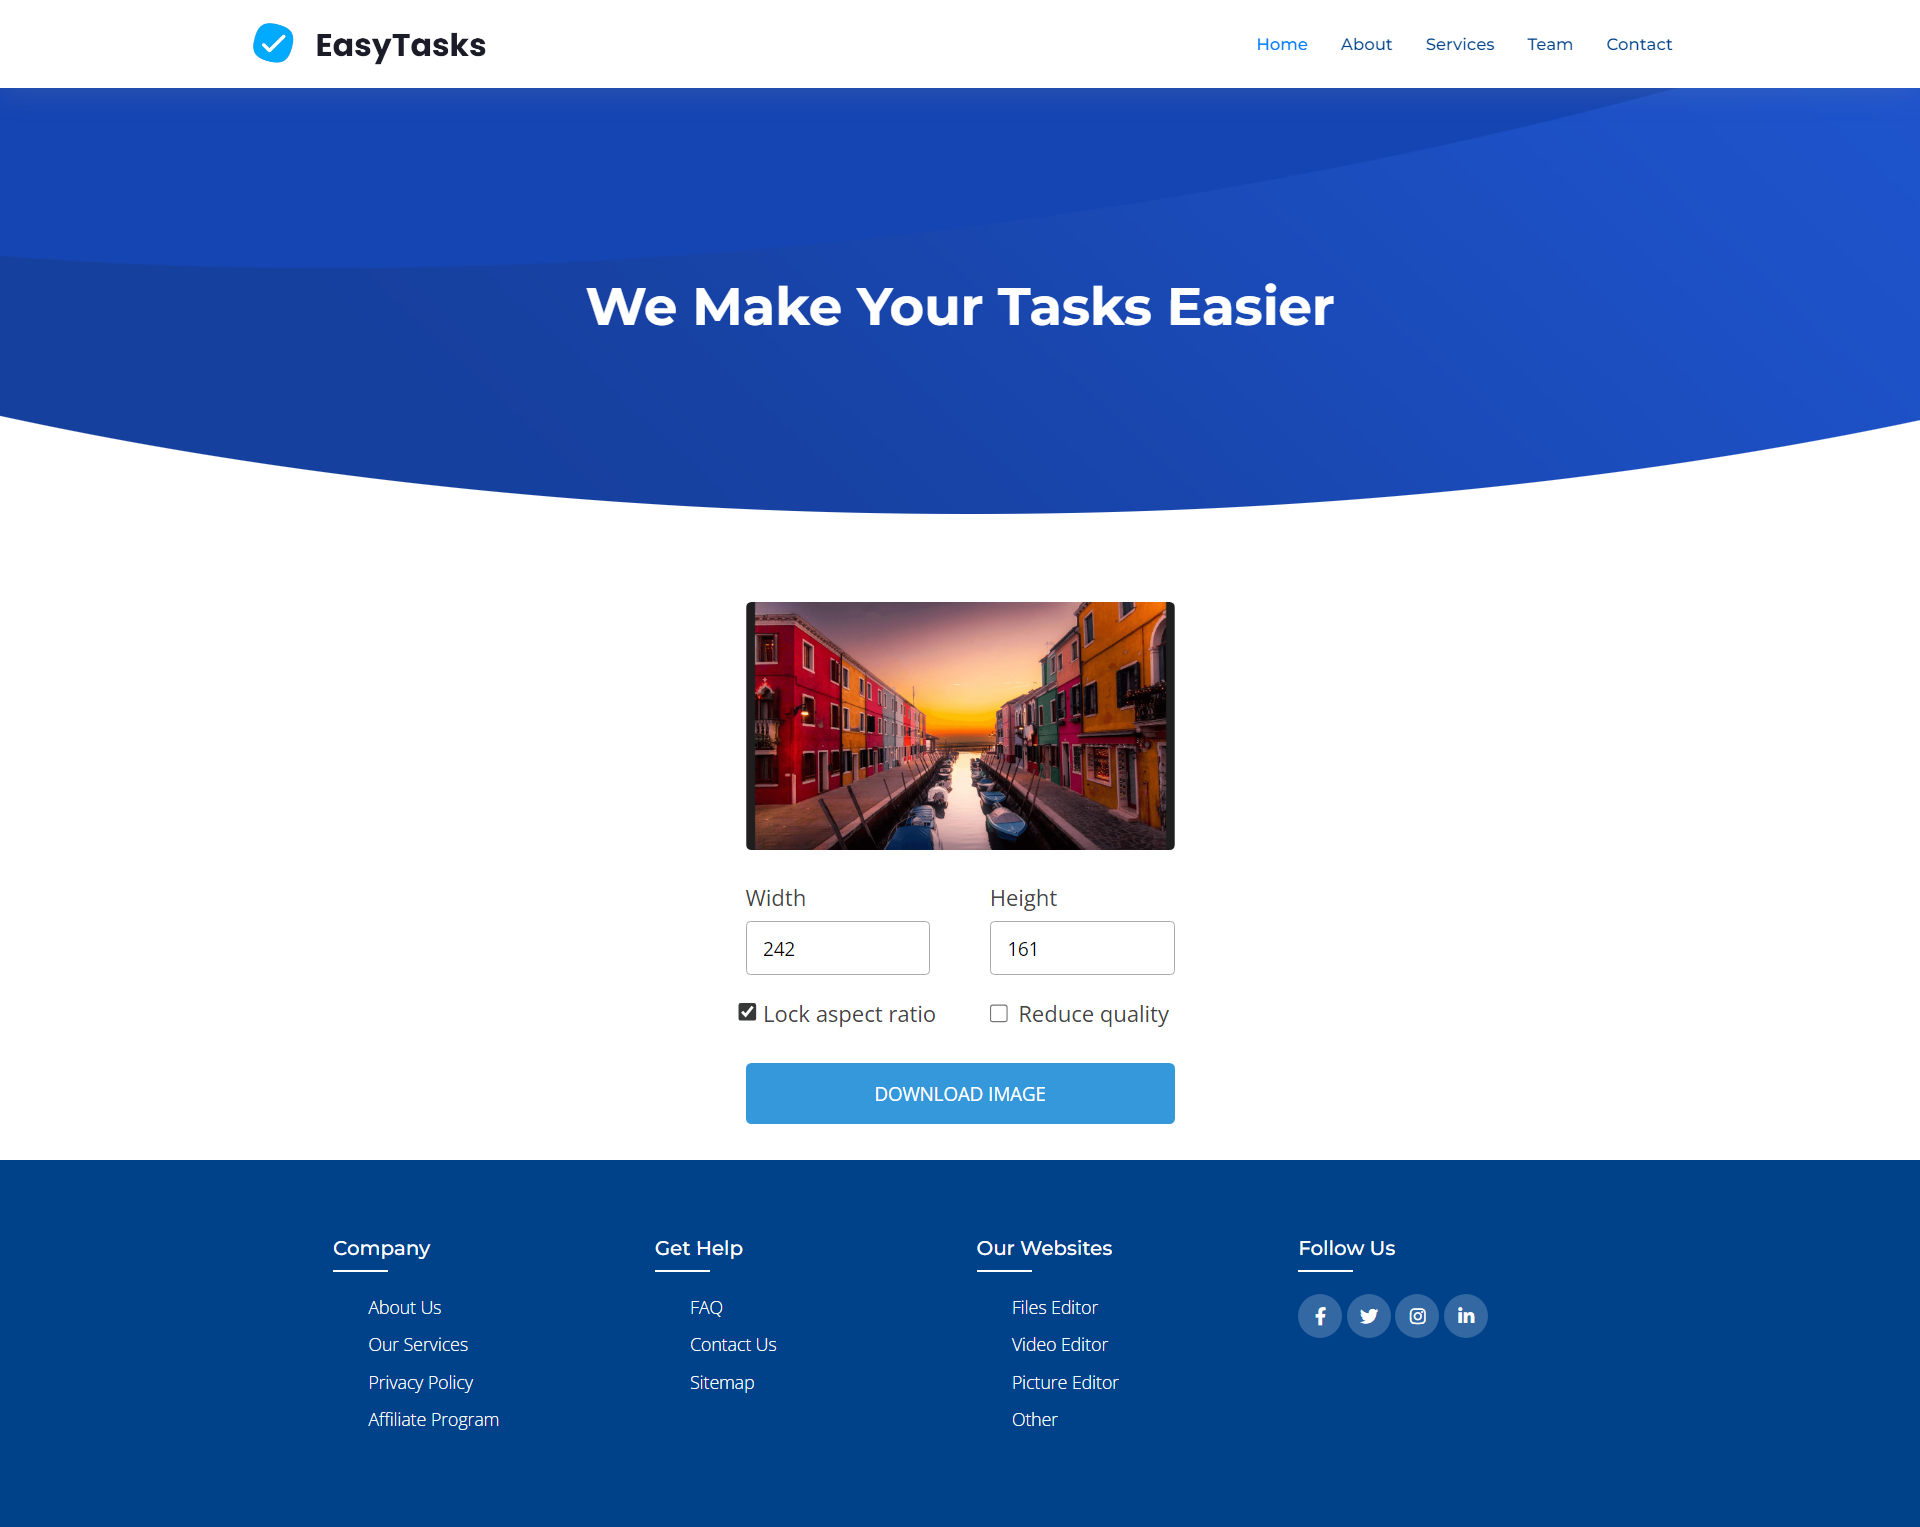 EasyTasks
Home About Services Team Contact
We Make Your Tasks Easier
Width Height
242 161
Lock aspect ratio Reduce quality
DOWNLOAD IMAGE
Company
About Us
Our Services
Privacy Policy
Affiliate Program
Get Help
FAQ
Contact Us
Sitemap
Our Websites
Files Editor
Video Editor
Picture Editor
Other
Follow Us